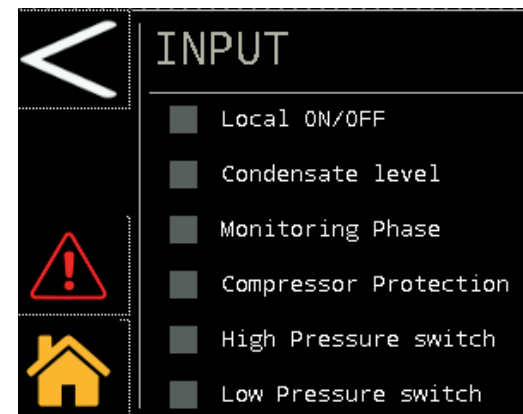 INPUT
Local ON/OFF
Condensate level
Monitoring Phase
Compressor Protection
High Pressure switch
Low Pressure switch